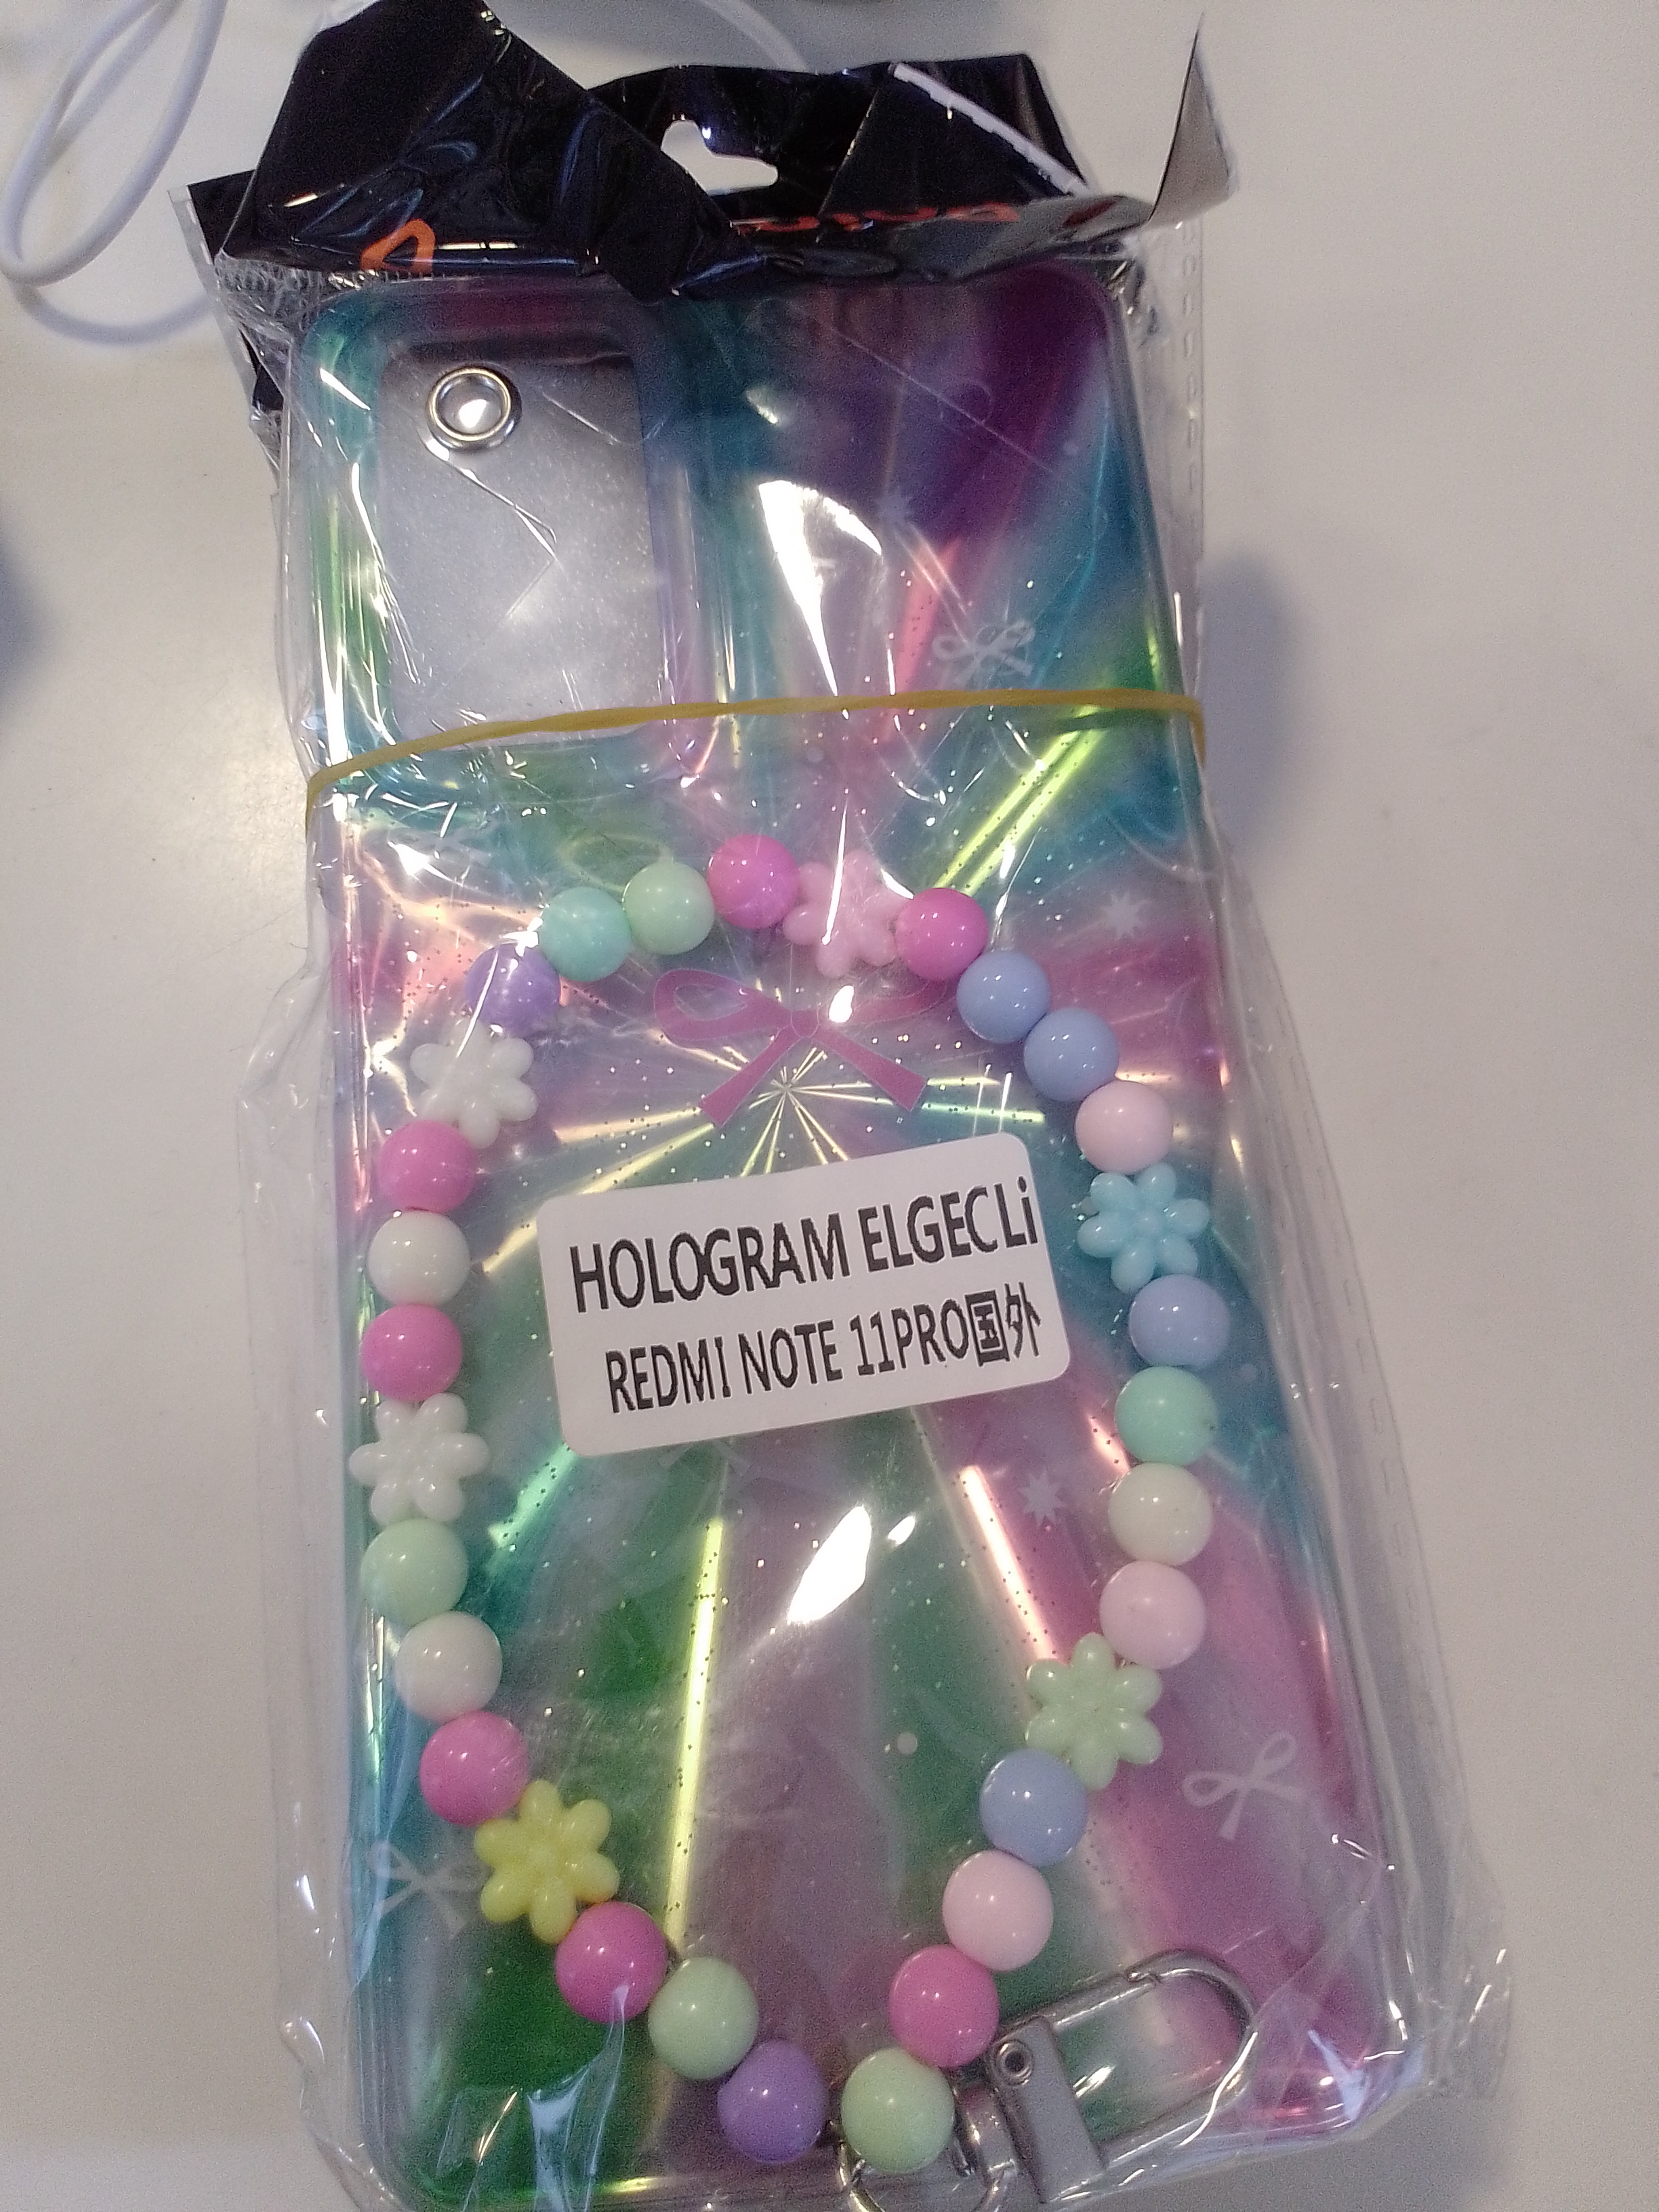 HOLOGRAM ELGECLi
REDMI NOTE 11PRO国外